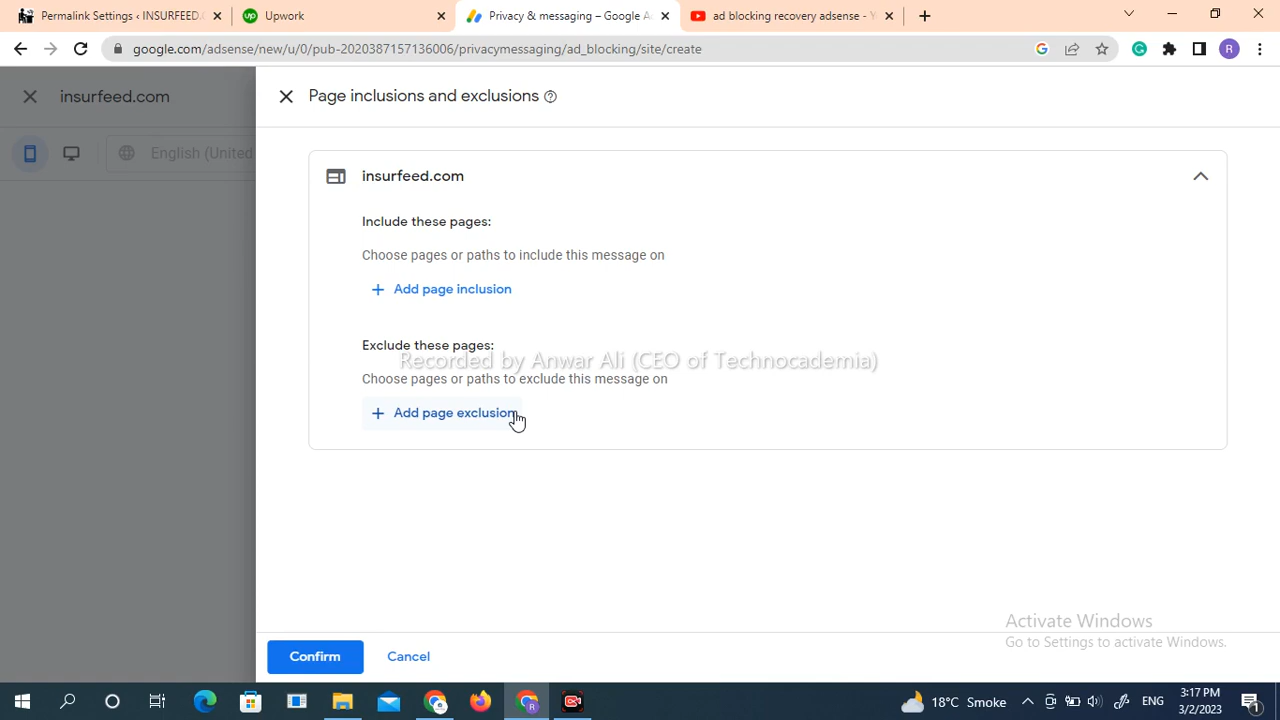 Permalink Settings ‹ INSURFEED.C
Upwork
Privacy & messaging – Google A
ad blocking recovery adsense - Y
google.com/adsense/new/u/0/pub-2020387157136006/privacymessaging/ad_blocking/site/create
R
insurfeed.com
Page inclusions and exclusions
English (United
insurfeed.com
Include these pages:
Choose pages or paths to include this message on
+ Add page inclusion
Exclude these pages:
Recorded by Anwar Ali (CEO of Technocademia)
Choose pages or paths to exclude this message on
+ Add page exclusion
Activate Windows
Go to Settings to activate Windows.
Confirm
Cancel
18°C Smoke
ENG
3:17 PM
3/2/2023
1